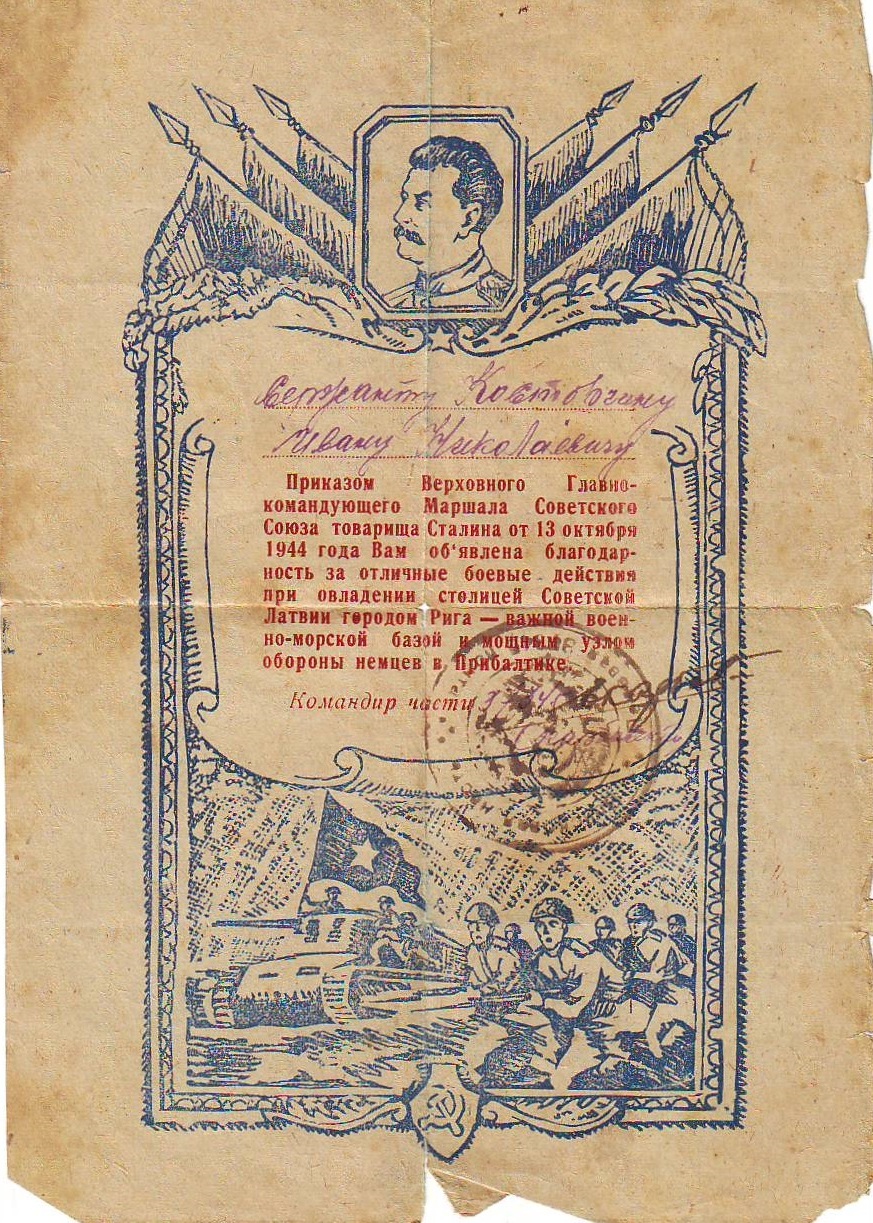 Сержанту Костовчину
Ивану Николаевичу
Приказом Верховного Главно-
командующего Маршала Советского
Союза товарища Сталина от 13 октября
1944 года Вам об'явлена благодар-
ность за отличные боевые действия
при овладении столицей Советской
Латвии городом Рига — важной воен-
но-морской базой и мощным узлом
обороны немцев в Прибалтике.
Командир части